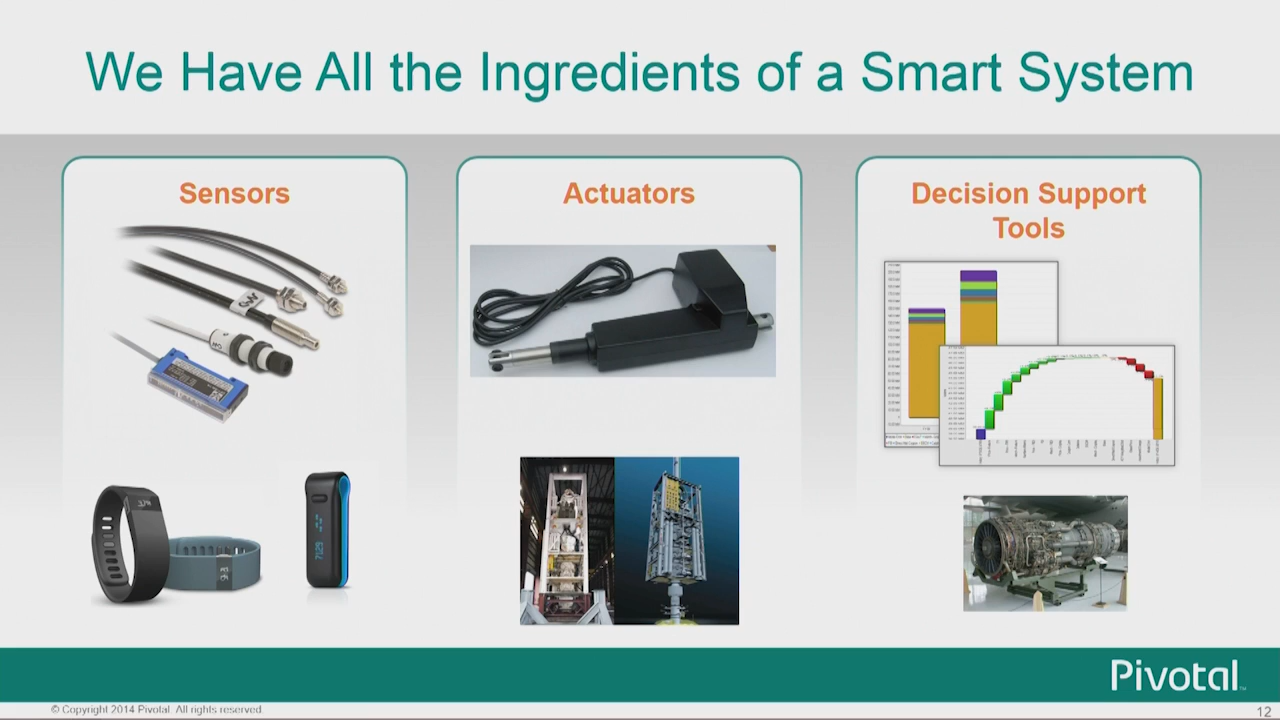 We Have All the Ingredients of a Smart System
Sensors
Actuators
Decision Support
Tools
Pivotal
© Copyright 2014 Pivotal. All rights reserved.
12